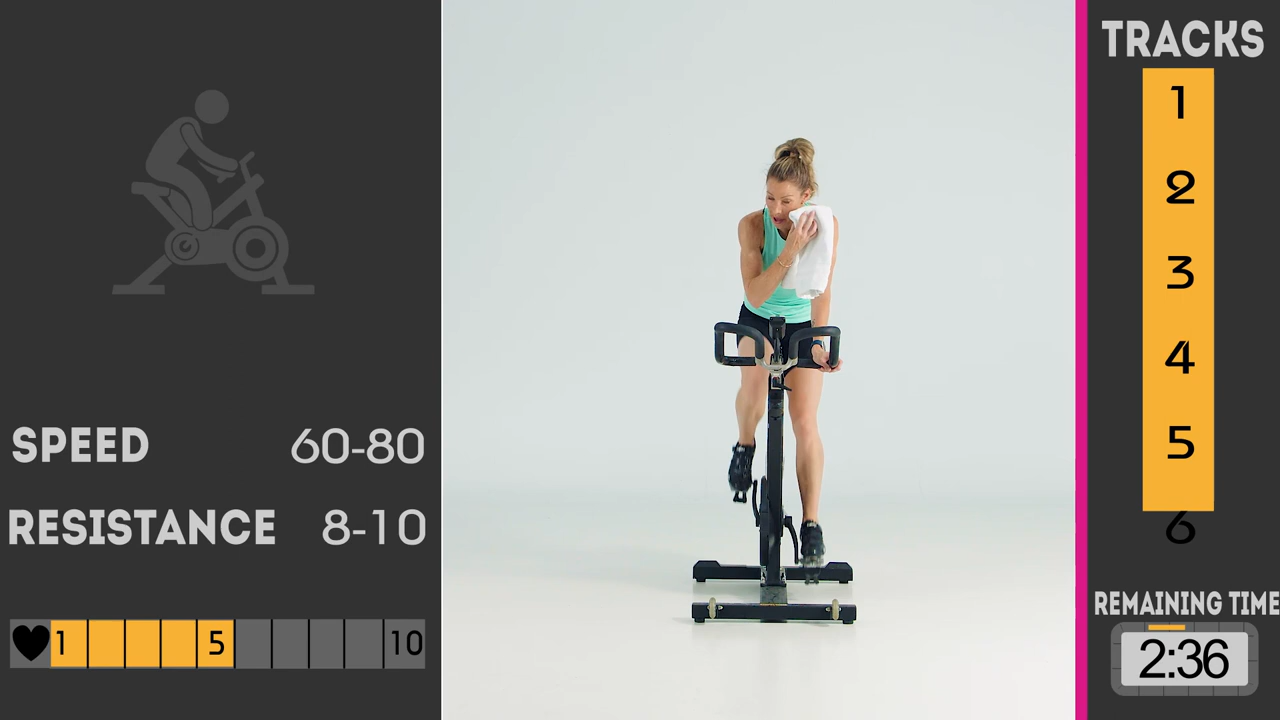 SPEED 60-80
RESISTANCE 8-10
1 5 10
TRACKS
1
2
3
4
5
6
REMAINING TIME
2:36